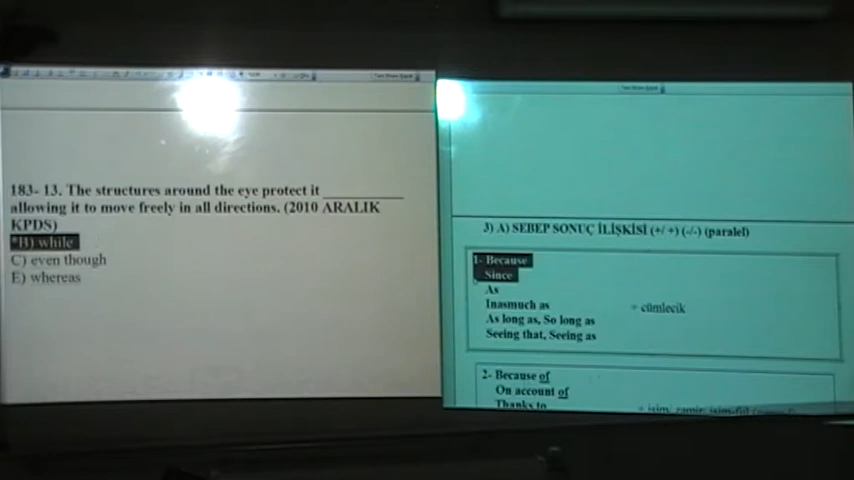 183- 13. The structures around the eye protect it ____________
allowing it to move freely in all directions. (2010 ARALIK
KPDS)
*B) while
C) even though
E) whereas
3) A) SEBEP SONUÇ İLİŞKİSİ (+/ +) (-/-) (paralel)
1- Because
Since
As
Inasmuch as
+ cümlecik
As long as, So long as
Seeing that, Seeing as
2- Because of
On account of
Thanks to